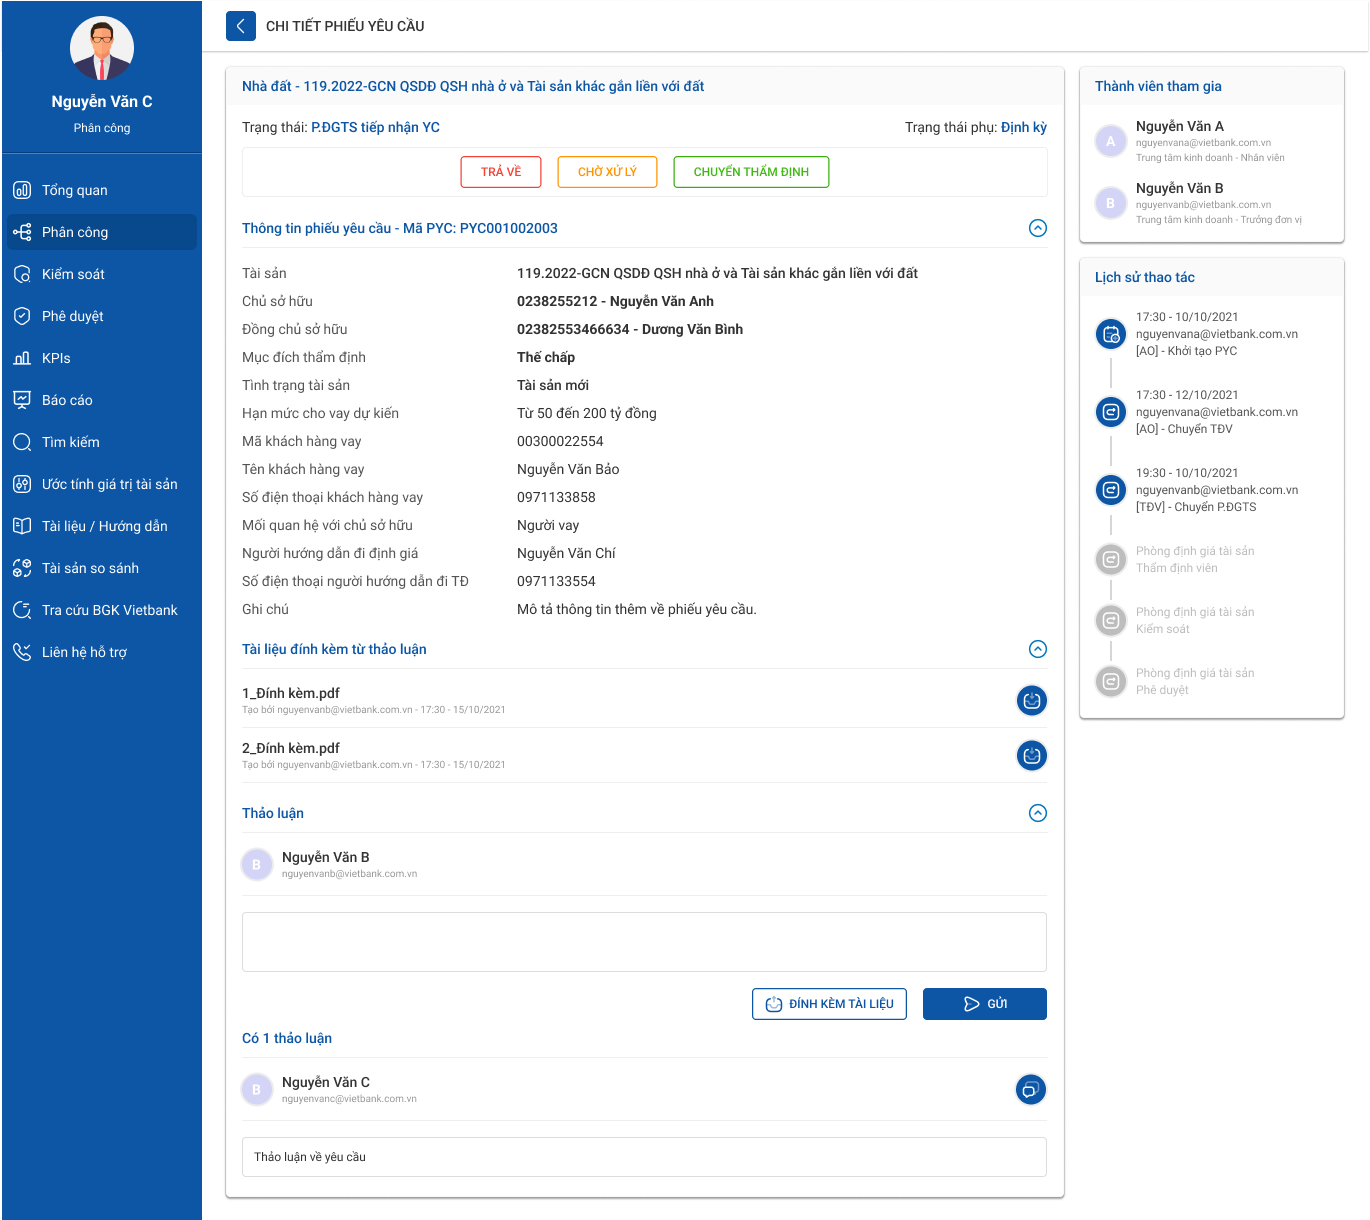 Nguyễn Văn C
Phân công
Tổng quan
Phân công
Kiểm soát
Phê duyệt
KPIs
Báo cáo
Tìm kiếm
Ước tính giá trị tài sản
Tài liệu / Hướng dẫn
Tài sản so sánh
Tra cứu BGK Vietbank
Liên hệ hỗ trợ
CHI TIẾT PHIẾU YÊU CẦU
Nhà đất - 119.2022-GCN QSDĐ QSH nhà ở và Tài sản khác gắn liền với đất
Trạng thái: P.ĐGTS tiếp nhận YC
Trạng thái phụ: Định kỳ
TRẢ VỀ
CHỜ XỬ LÝ
CHUYỂN THẨM ĐỊNH
Thông tin phiếu yêu cầu - Mã PYC: PYC001002003
Tài sản 119.2022-GCN QSDĐ QSH nhà ở và Tài sản khác gắn liền với đất
Chủ sở hữu 0238255212 - Nguyễn Văn Anh
Đồng chủ sở hữu 02382553466634 - Dương Văn Bình
Mục đích thẩm định Thế chấp
Tình trạng tài sản Tài sản mới
Hạn mức cho vay dự kiến Từ 50 đến 200 tỷ đồng
Mã khách hàng vay 00300022554
Tên khách hàng vay Nguyễn Văn Bảo
Số điện thoại khách hàng vay 0971133858
Mối quan hệ với chủ sở hữu Người vay
Người hướng dẫn đi định giá Nguyễn Văn Chí
Số điện thoại người hướng dẫn đi TĐ 0971133554
Ghi chú Mô tả thông tin thêm về phiếu yêu cầu.
Tài liệu đính kèm từ thảo luận
1_Đính kèm.pdf
Tạo bởi nguyenvanb@vietbank.com.vn - 17:30 - 15/10/2021
2_Đính kèm.pdf
Tạo bởi nguyenvanb@vietbank.com.vn - 17:30 - 15/10/2021
Thảo luận
B
Nguyễn Văn B
nguyenvanb@vietbank.com.vn
ĐÍNH KÈM TÀI LIỆU
GỬI
Có 1 thảo luận
B
Nguyễn Văn C
nguyenvanc@vietbank.com.vn
Thảo luận về yêu cầu
Thành viên tham gia
A
Nguyễn Văn A
nguyenvana@vietbank.com.vn
Trung tâm kinh doanh - Nhân viên
B
Nguyễn Văn B
nguyenvanb@vietbank.com.vn
Trung tâm kinh doanh - Trưởng đơn vị
Lịch sử thao tác
17:30 - 10/10/2021
nguyenvana@vietbank.com.vn
[AO] - Khởi tạo PYC
17:30 - 12/10/2021
nguyenvana@vietbank.com.vn
[AO] - Chuyển TĐV
19:30 - 10/10/2021
nguyenvanb@vietbank.com.vn
[TĐV] - Chuyển P.ĐGTS
Phòng định giá tài sản
Thẩm định viên
Phòng định giá tài sản
Kiểm soát
Phòng định giá tài sản
Phê duyệt